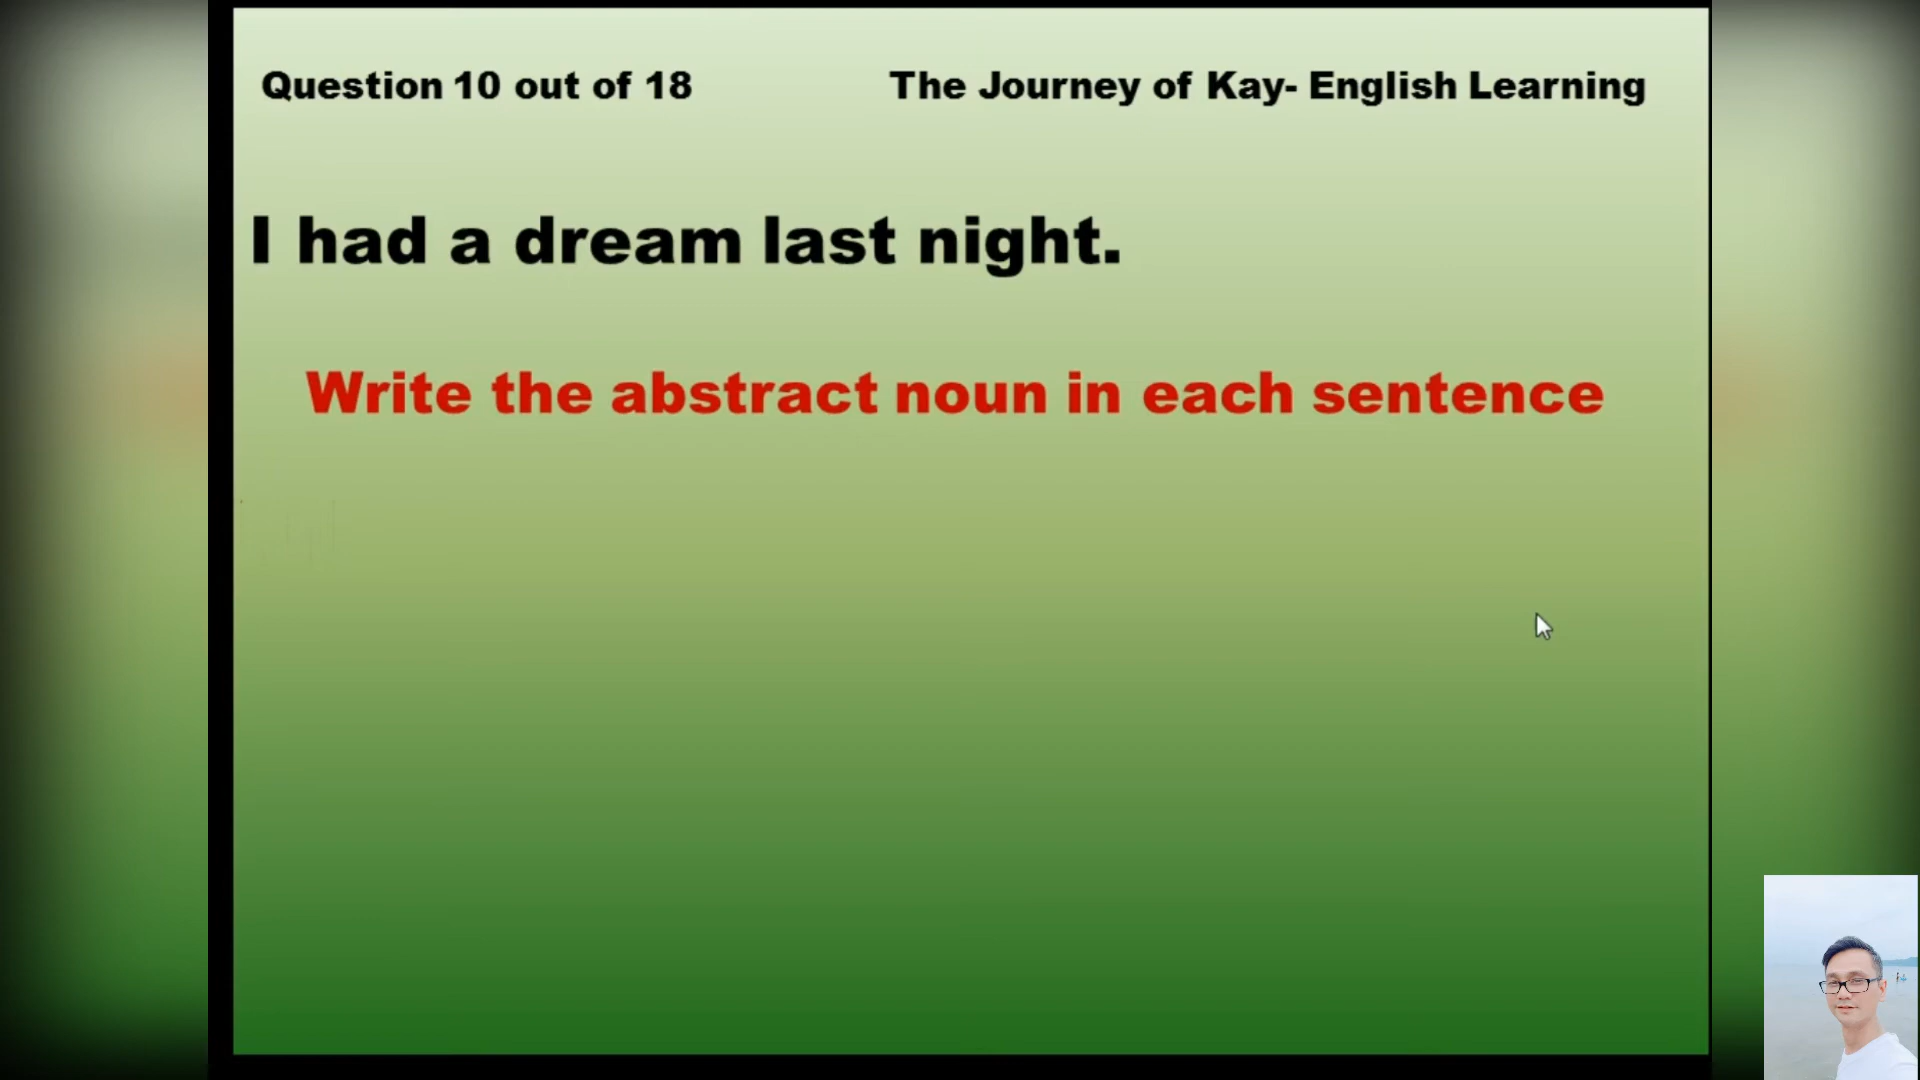 Question 10 out of 18
The Journey of Kay- English Learning
I had a dream last night.
Write the abstract noun in each sentence